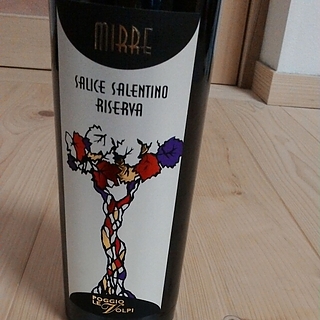 MIRRE
SALICE SALENTINO
RISERVA
POGGIO
LE VOLPI